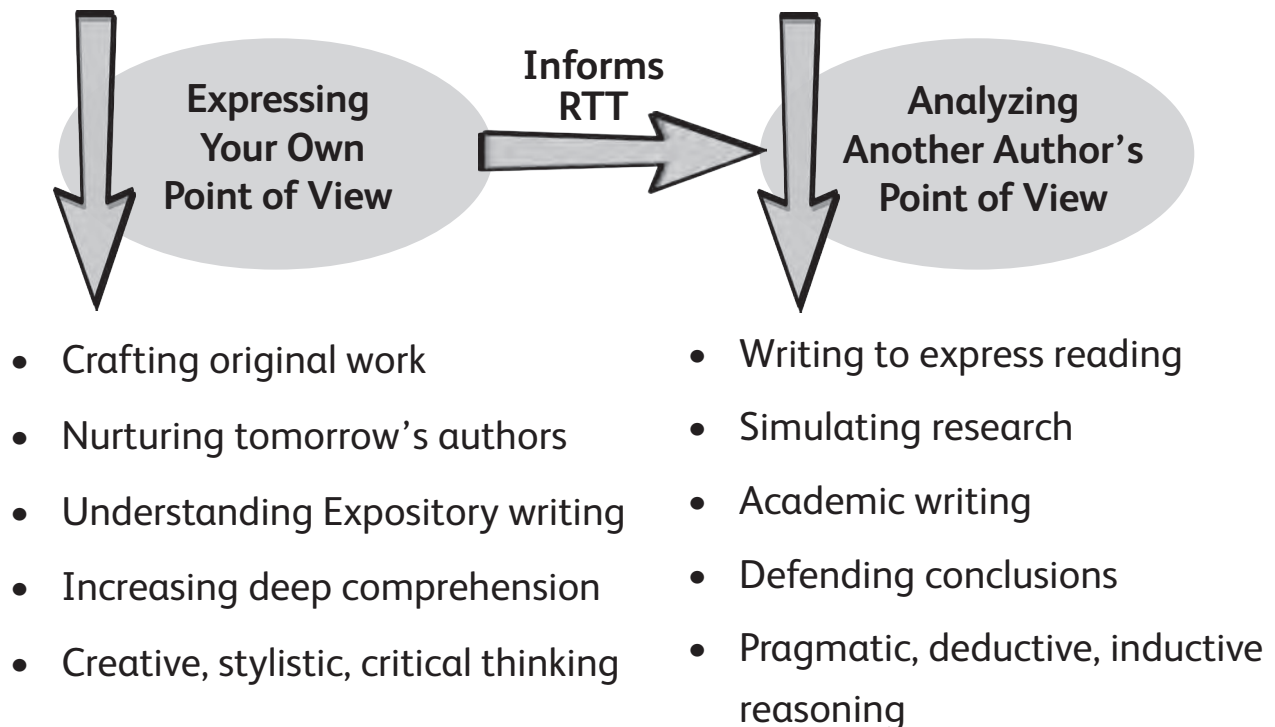 Expressing
Your Own
Point of View
Informs
RTT
Analyzing
Another Author’s
Point of View
• Crafting original work
• Nurturing tomorrow’s authors
• Understanding Expository writing
• Increasing deep comprehension
• Creative, stylistic, critical thinking
• Writing to express reading
• Simulating research
• Academic writing
• Defending conclusions
• Pragmatic, deductive, inductive
reasoning